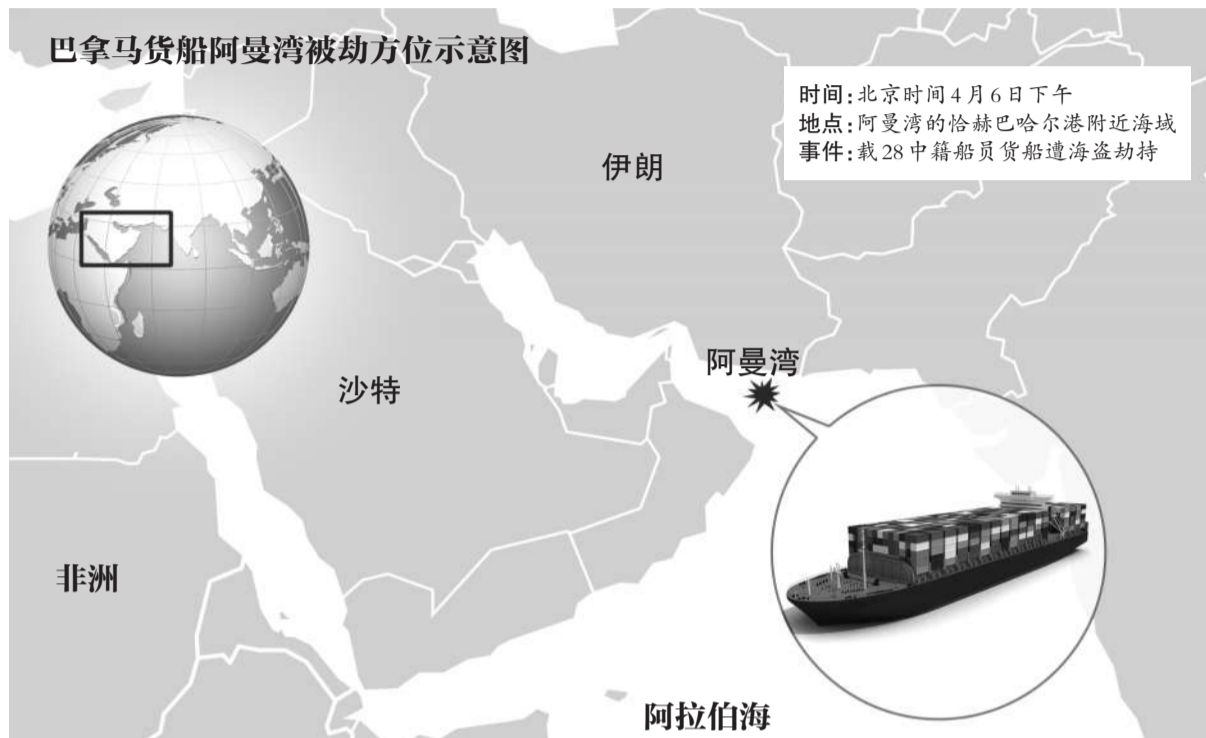 巴拿马货船阿曼湾被劫方位示意图
时间:北京时间4月6日下午
地点:阿曼湾的恰赫巴哈尔港附近海域
事件:载28中籍船员货船遭海盗劫持
伊朗
阿曼湾
沙特
非洲
阿拉伯海